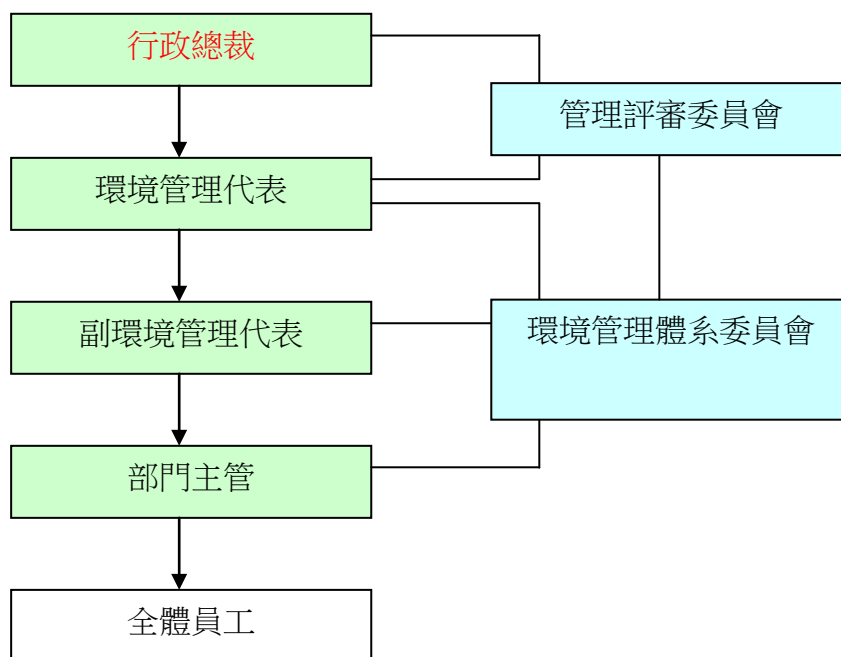 行政總裁
管理評審委員會
環境管理代表
副環境管理代表
環境管理體系委員會
部門主管
全體員工